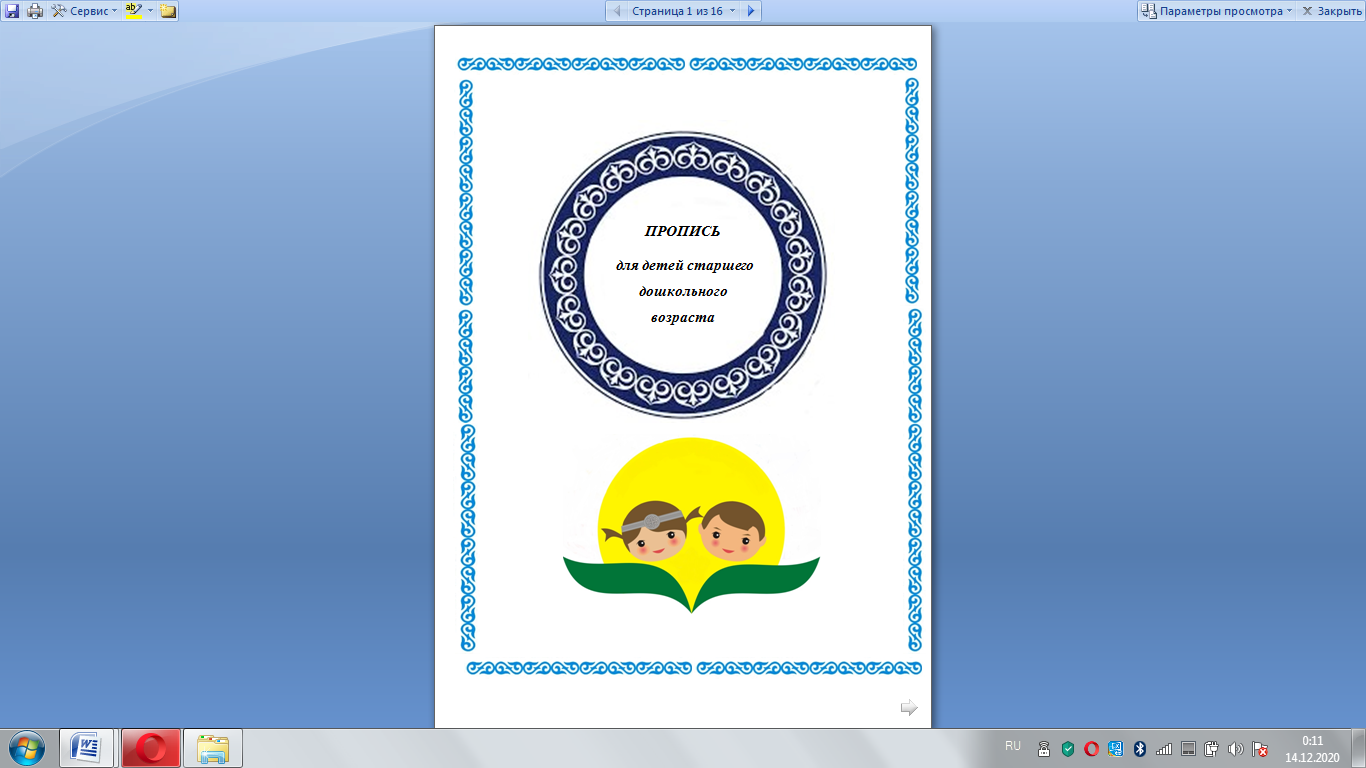 Сервис
Страница 1 из 16
Параметры просмотра
Закрыть
ПРОПИСЬ
для детей старшего
дошкольного
возраста
RU
0:11
14.12.2020